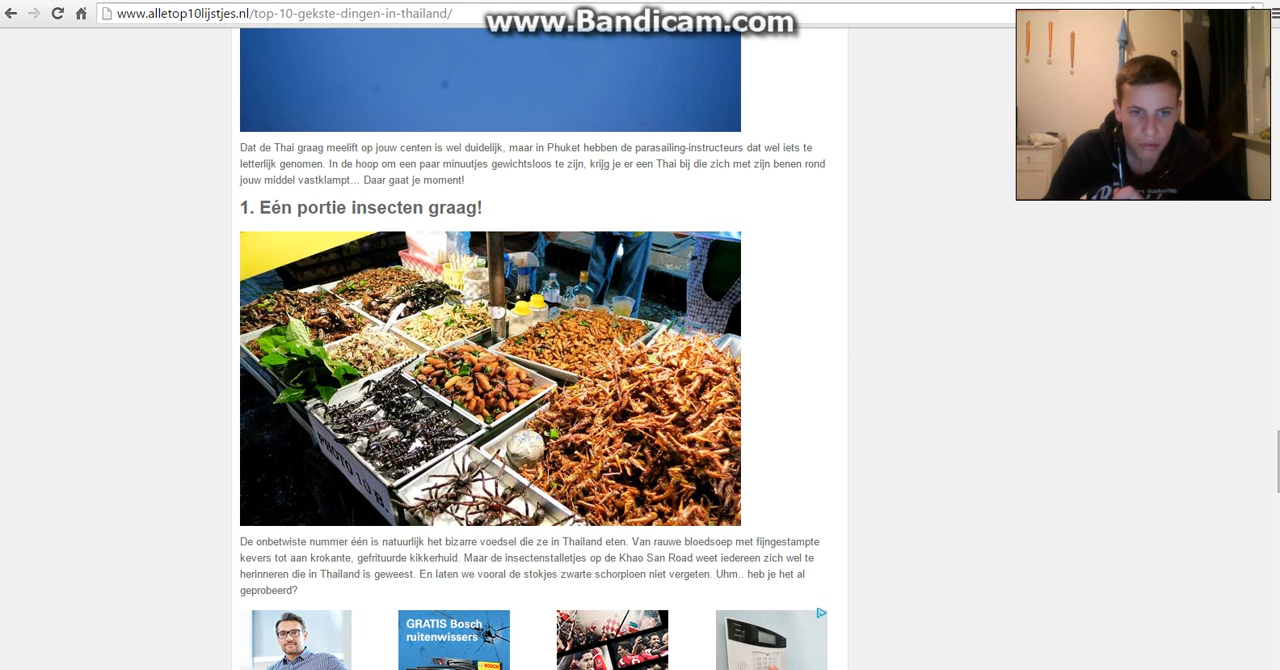 www.alletop10lijstjes.nl/top-10-gekste-dingen-in-thailand/
www.Bandicam.com
Dat de Thai graag meelift op jouw centen is wel duidelijk, maar in Phuket hebben de parasailing-instructeurs dat wel iets te
letterlijk genomen. In de hoop om een paar minuutjes gewichtsloos te zijn, krijg je er een Thai bij die zich met zijn benen rond
jouw middel vastklampt... Daar gaat je moment!
1. Eén portie insecten graag!
PHOTO 10 B.
De onbetwiste nummer één is natuurlijk het bizarre voedsel die ze in Thailand eten. Van rauwe bloedsoep met fijngestampte
kevers tot aan krokante, gefrituurde kikkerhuid. Maar de insectenstalletjes op de Khao San Road weet iedereen zich wel te
herinneren die in Thailand is geweest. En laten we vooral de stokjes zwarte schorpioen niet vergeten. Uhm.. heb je het al
geprobeerd?
GRATIS Bosch
ruitenwissers
BOSCH